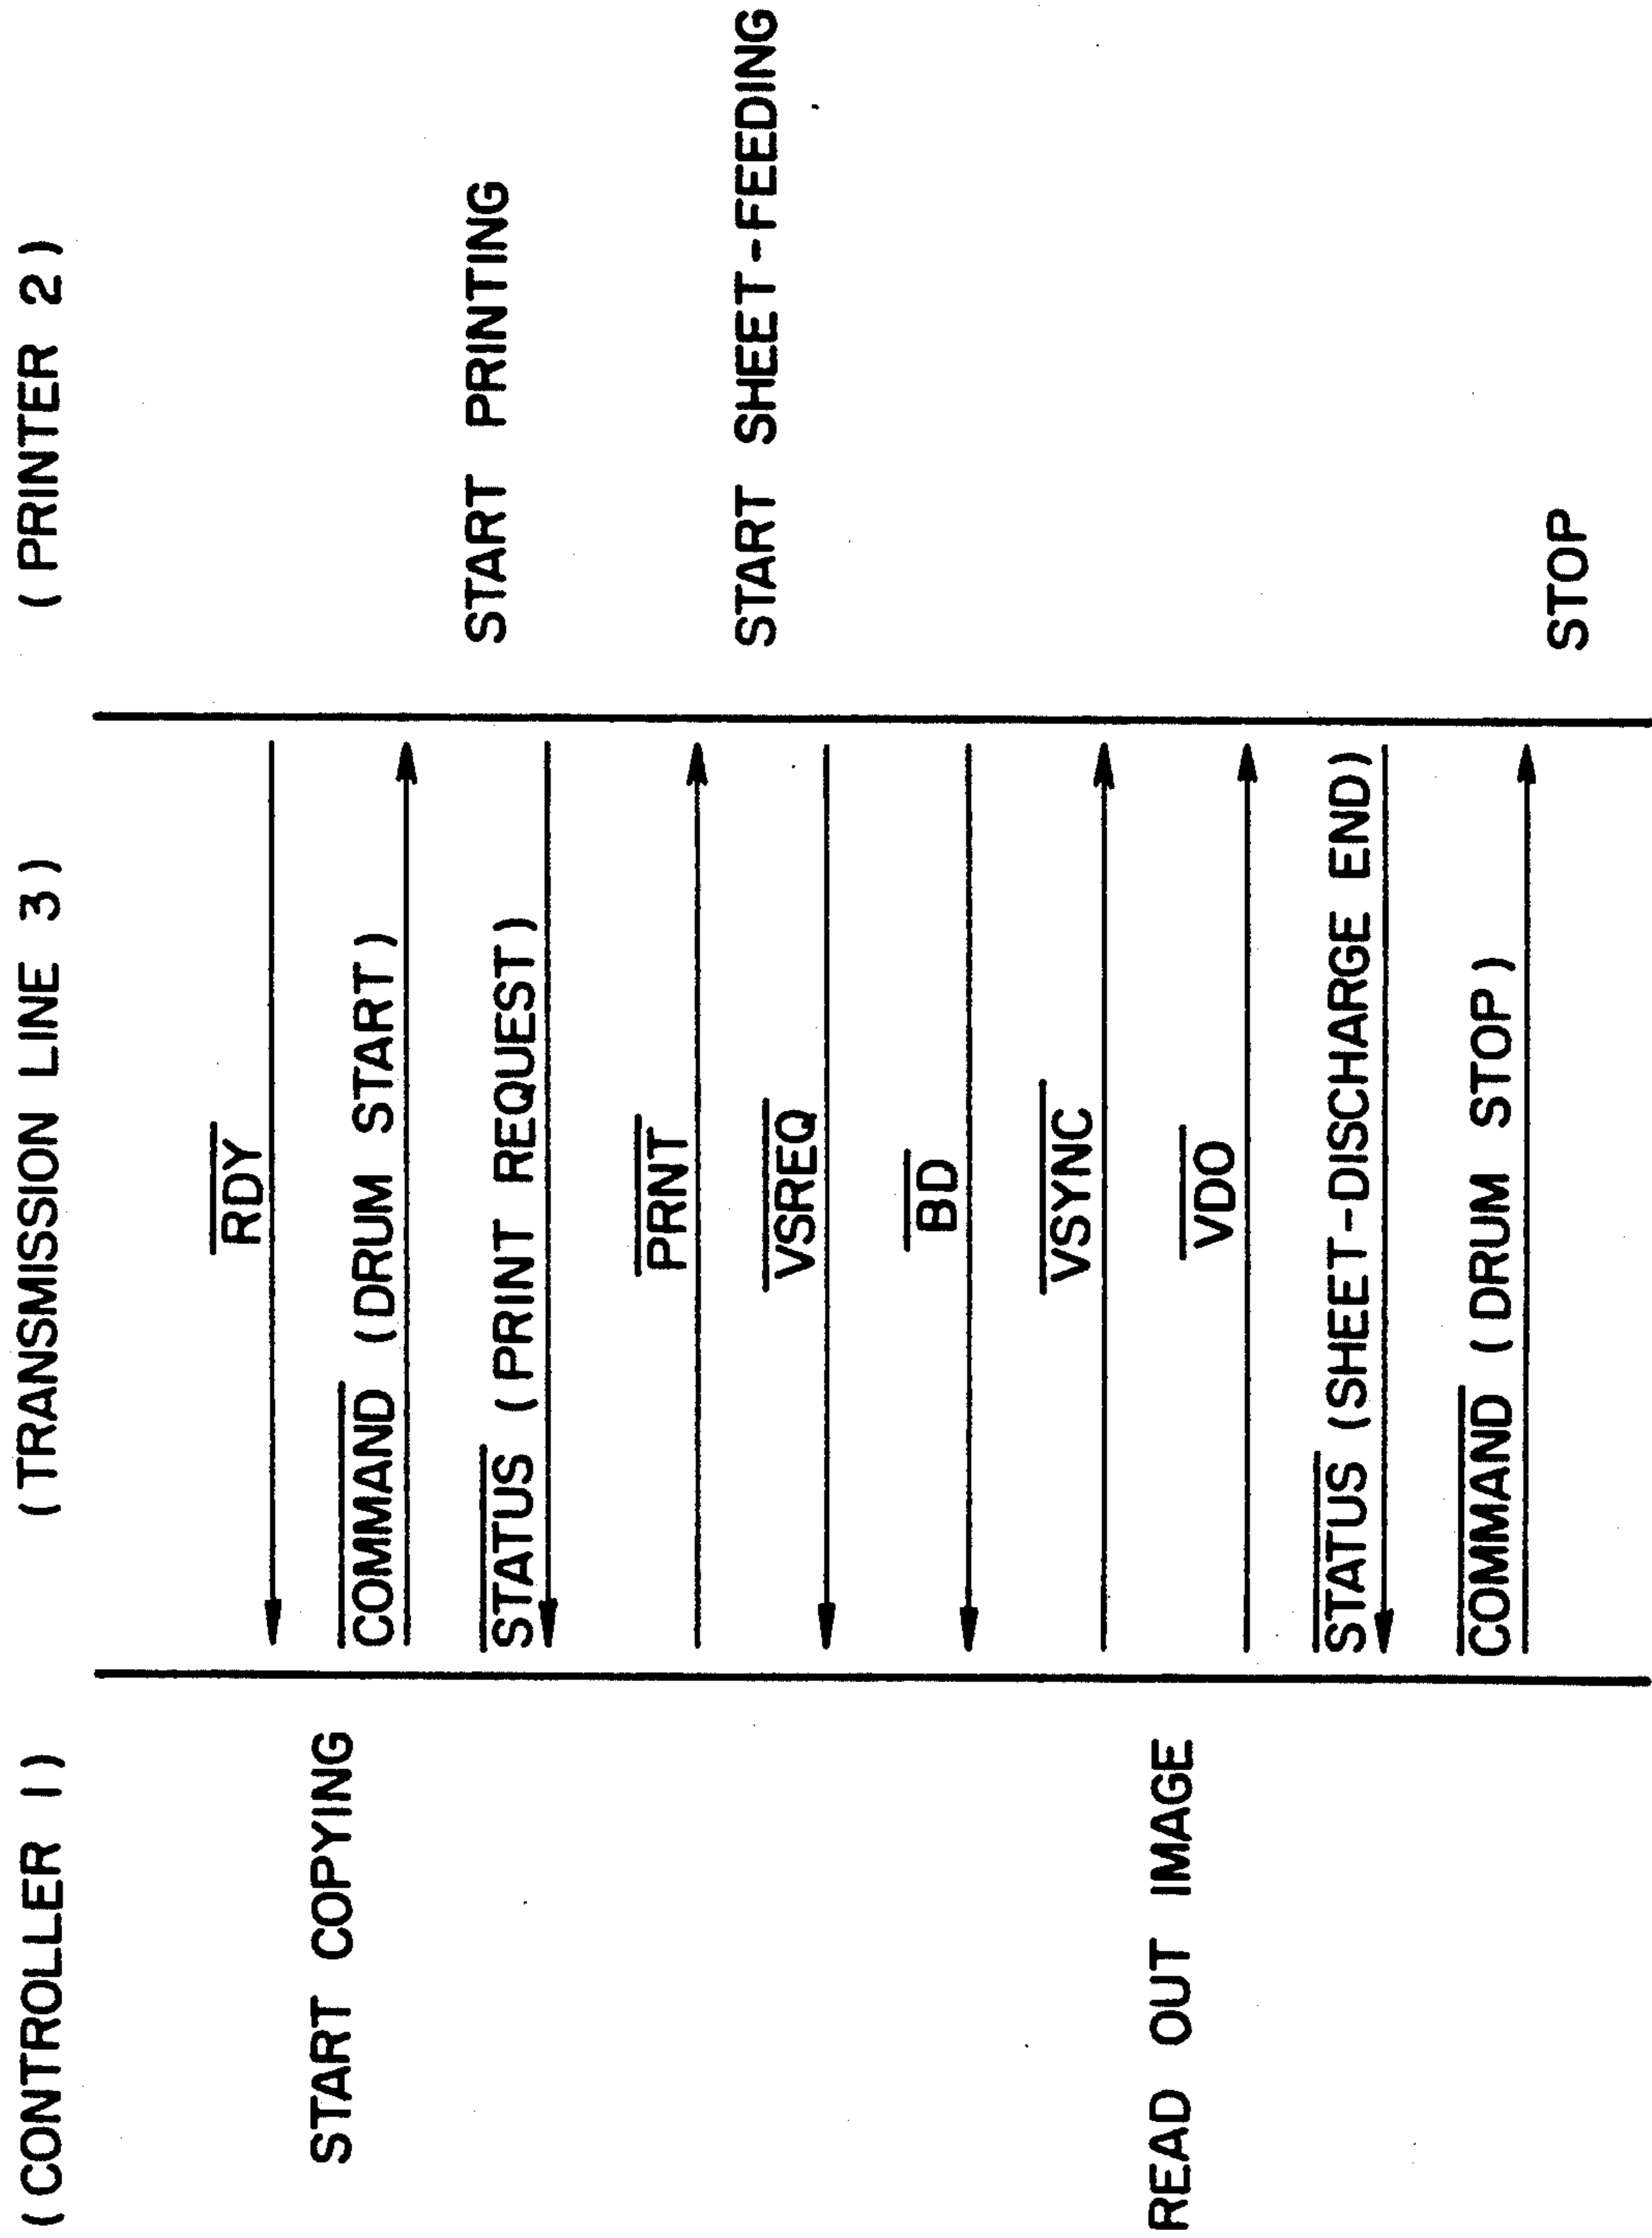 (CONTROLLER 1) (TRANSMISSION LINE 3) (PRINTER 2)
RDY
START COPYING
COMMAND (DRUM START)
START PRINTING
STATUS (PRINT REQUEST)
PRNT
START SHEET-FEEDING
VSREQ
BD
VSYNC
READ OUT IMAGE
VDO
STATUS (SHEET-DISCHARGE END)
COMMAND (DRUM STOP)
STOP